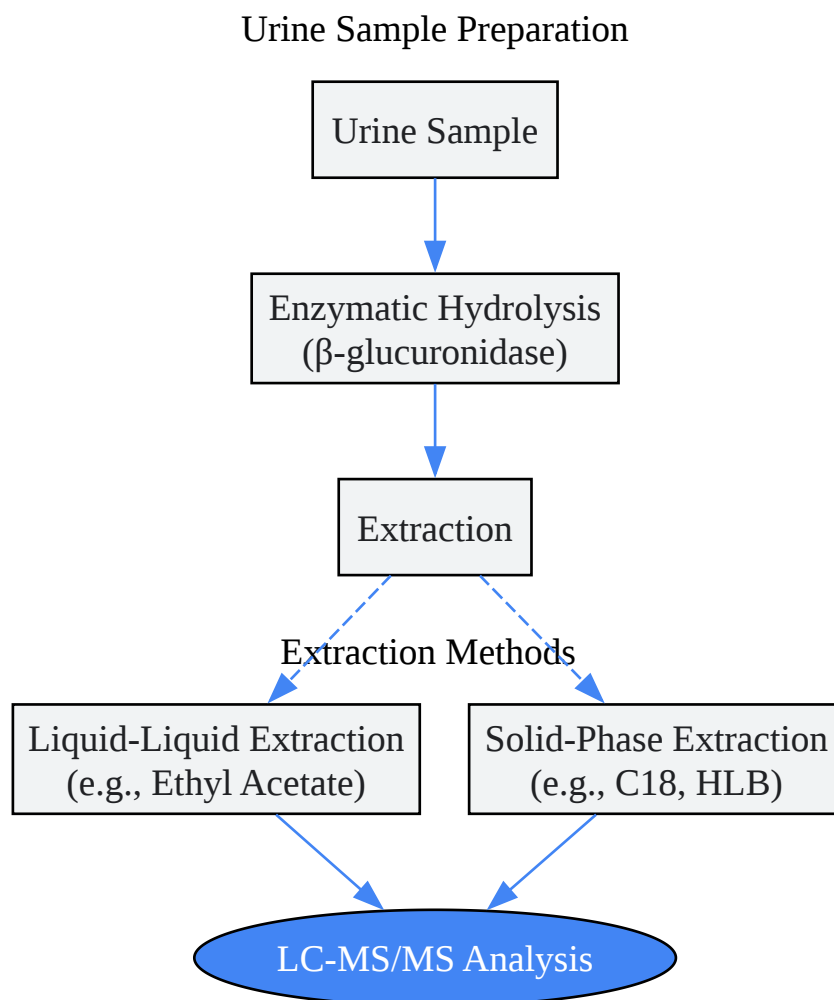 Urine Sample Preparation
Urine Sample
Enzymatic Hydrolysis
(β-glucuronidase)
Extraction
Extraction Methods
Liquid-Liquid Extraction
(e.g., Ethyl Acetate)
Solid-Phase Extraction
(e.g., C18, HLB)
LC-MS/MS Analysis